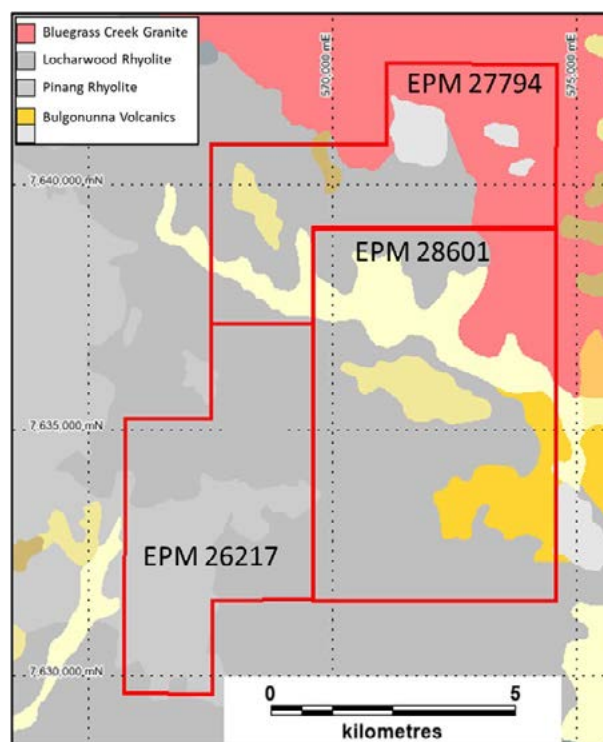 Bluegrass Creek Granite
Locharwood Rhyolite
Pinang Rhyolite
Bulgonunna Volcanics
570,000 mE
575,000 mE
EPM 27794
7,640,000 mN
EPM 28601
7,635,000 mN
EPM 26217
7,630,000 mN
0 5
kilometres